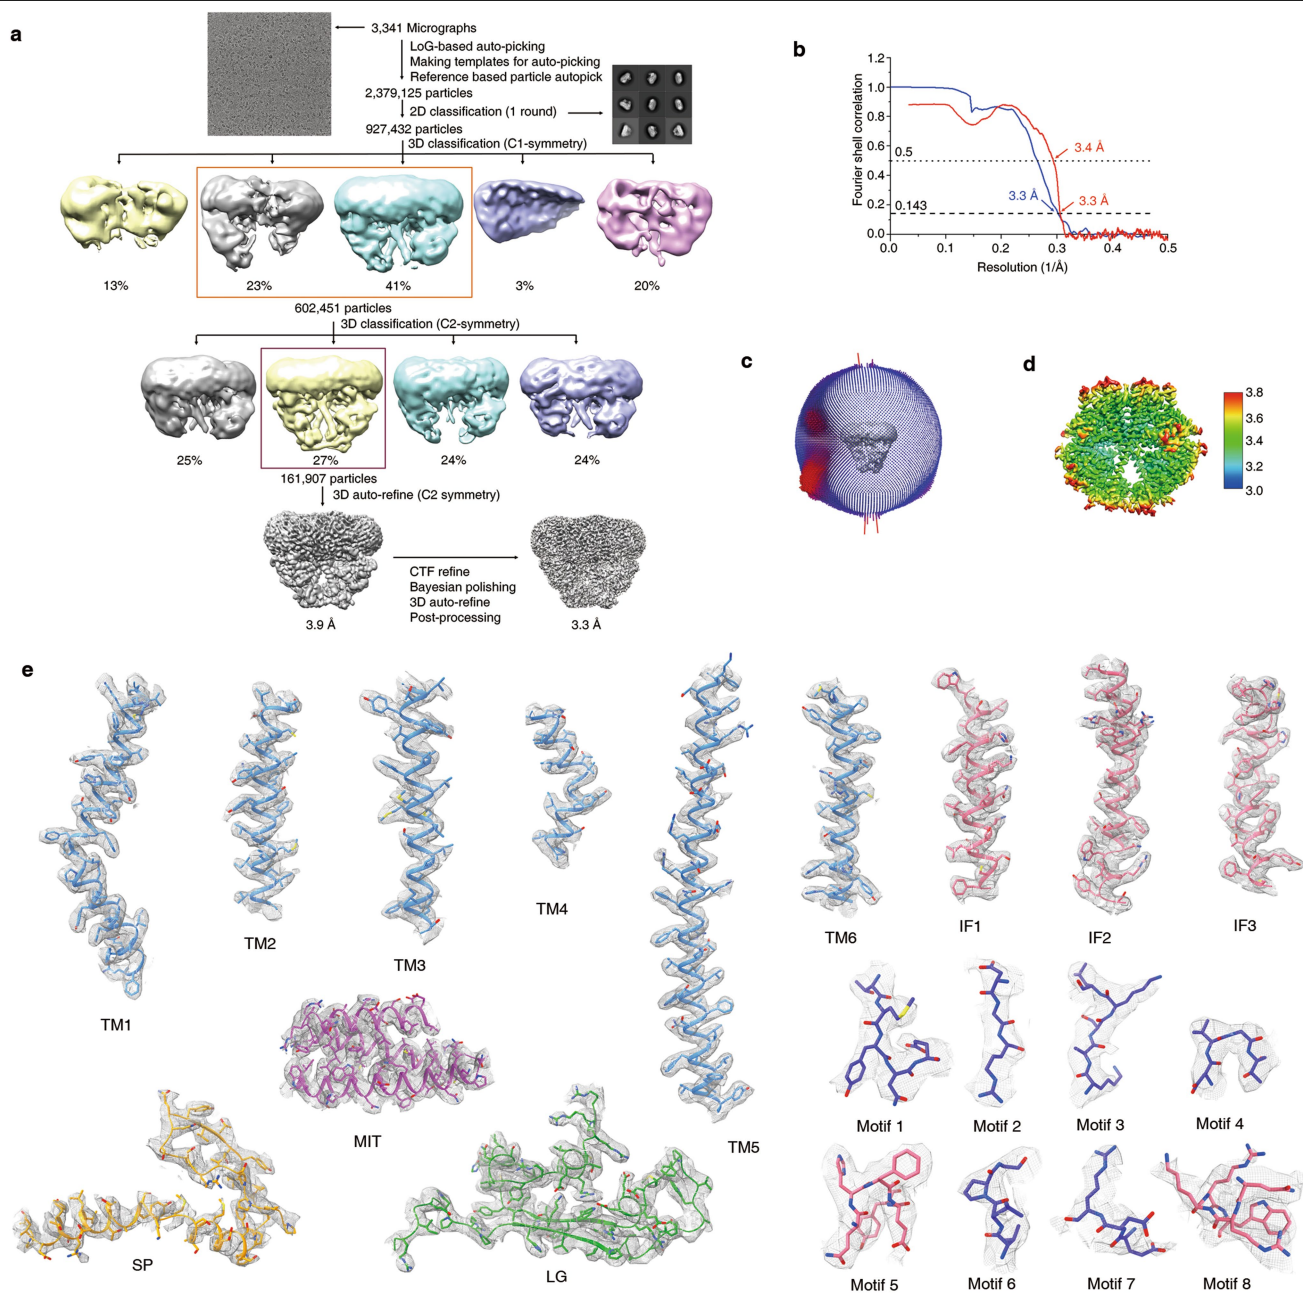 a
3,341 Micrographs
LoG-based auto-picking
Making templates for auto-picking
Reference based particle autopick
2,379,125 particles
2D classification (1 round)
927,432 particles
3D classification (C1-symmetry)
13%
23%
41%
3%
20%
602,451 particles
3D classification (C2-symmetry)
25%
27%
24%
24%
161,907 particles
3D auto-refine (C2 symmetry)
CTF refine
Bayesian polishing
3D auto-refine
Post-processing
3.9 Å
3.3 Å
b
Fourier shell correlation
1.2
1.0
0.8
0.6
0.4
0.2
0.0
0.5
0.143
3.4 Å
3.3 Å
3.3 Å
0.0
0.1
0.2
0.3
0.4
0.5
Resolution (1/Å)
c
d
3.8
3.6
3.4
3.2
3.0
e
TM1
TM2
TM3
TM4
TM5
TM6
IF1
IF2
IF3
MIT
SP
LG
Motif 1
Motif 2
Motif 3
Motif 4
Motif 5
Motif 6
Motif 7
Motif 8